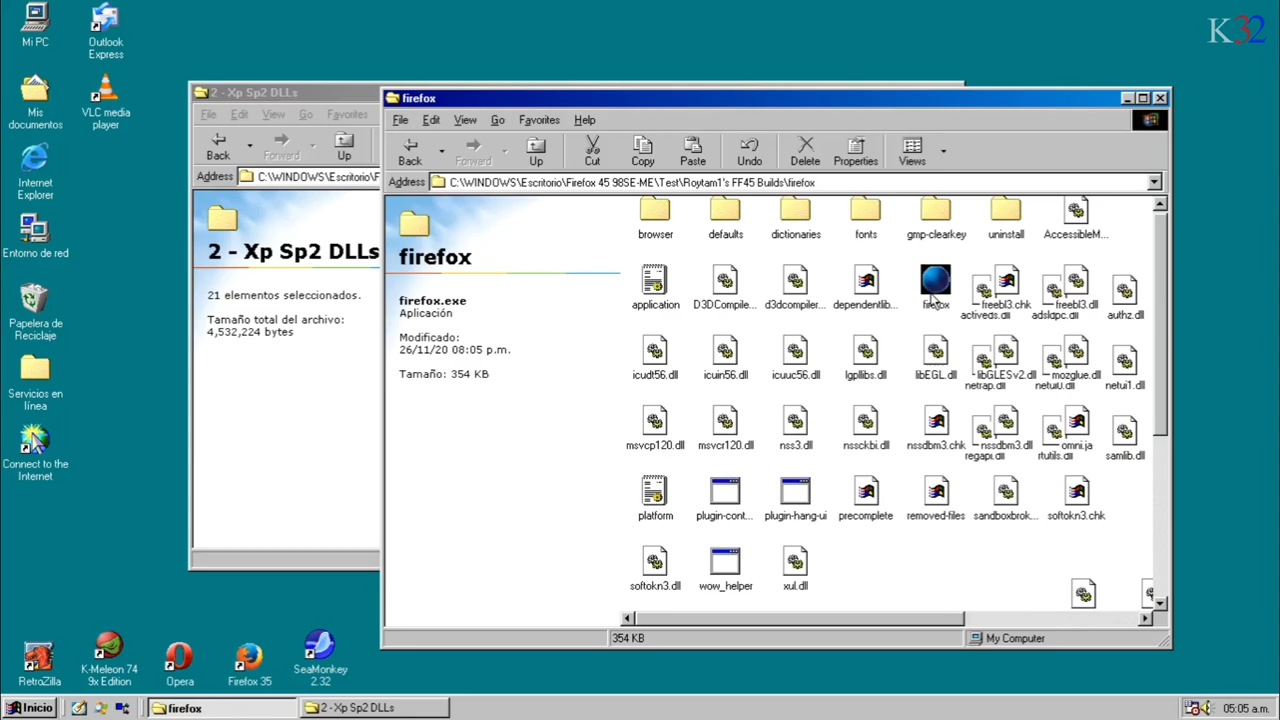 Mi PC
Outlook
Express
Mis
documentos
VLC media
player
Internet
Explorer
Entorno de red
Papelera de
Reciclaje
Servicios en
línea
Connect to the
Internet
K32
2 - Xp Sp2 DLLs
File Edit View Go Favorites
Back Forward Up
Address C:\WINDOWS\Escritorio\F
2 - Xp Sp2 DLLs
21 elementos seleccionados.
Tamaño total del archivo:
4,532,224 bytes
firefox
File Edit View Go Favorites Help
Back Forward Up Cut Copy Paste Undo Delete Properties Views
Address C:\WINDOWS\Escritorio\Firefox 45 98SE-ME\Test\Roytam1's FF45 Builds\firefox
firefox
firefox.exe
Aplicación
Modificado:
26/11/20 08:05 p.m.
Tamaño: 354 KB
browser defaults dictionaries fonts gmp-clearkey uninstall AccessibleM...
application D3DCompile... d3dcompiler... dependentlib... firefox freebl3.chk freebl3.dll
activeds.dll adsldpc.dll authz.dll
icudt56.dll icuin56.dll icuuc56.dll lgpllibs.dll libEGL.dll libGLESv2.dll mozglue.dll
netrap.dll netui0.dll netui1.dll
msvcp120.dll msvcr120.dll nss3.dll nssckbi.dll nssdbm3.chk nssdbm3.dll omni.ja
regapi.dll rtutils.dll samlib.dll
platform plugin-cont... plugin-hang-ui precomplete removed-files sandboxbrok... softokn3.chk
softokn3.dll wow_helper xul.dll
354 KB My Computer
RetroZilla
K-Meleon 74
9x Edition
Opera
Firefox 35
SeaMonkey
2.32
Inicio firefox 2 - Xp Sp2 DLLs 05:05 a.m.